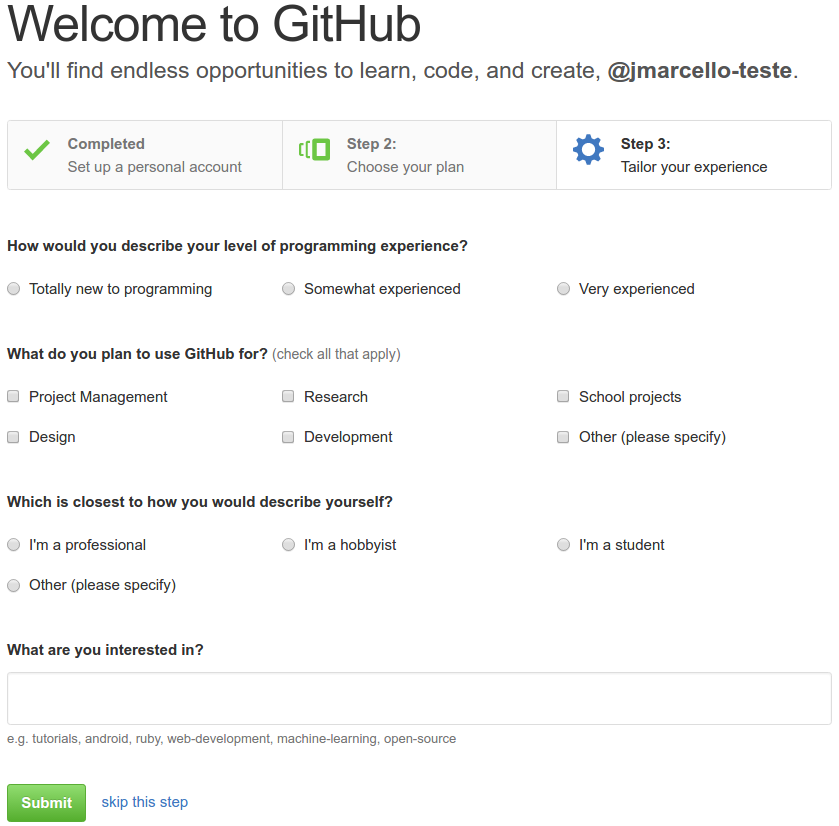 Welcome to GitHub
You'll find endless opportunities to learn, code, and create, @jmarcello-teste.
Completed
Set up a personal account
Step 2:
Choose your plan
Step 3:
Tailor your experience
How would you describe your level of programming experience?
Totally new to programming
Somewhat experienced
Very experienced
What do you plan to use GitHub for? (check all that apply)
Project Management
Research
School projects
Design
Development
Other (please specify)
Which is closest to how you would describe yourself?
I'm a professional
I'm a hobbyist
I'm a student
Other (please specify)
What are you interested in?
e.g. tutorials, android, ruby, web-development, machine-learning, open-source
Submit
skip this step